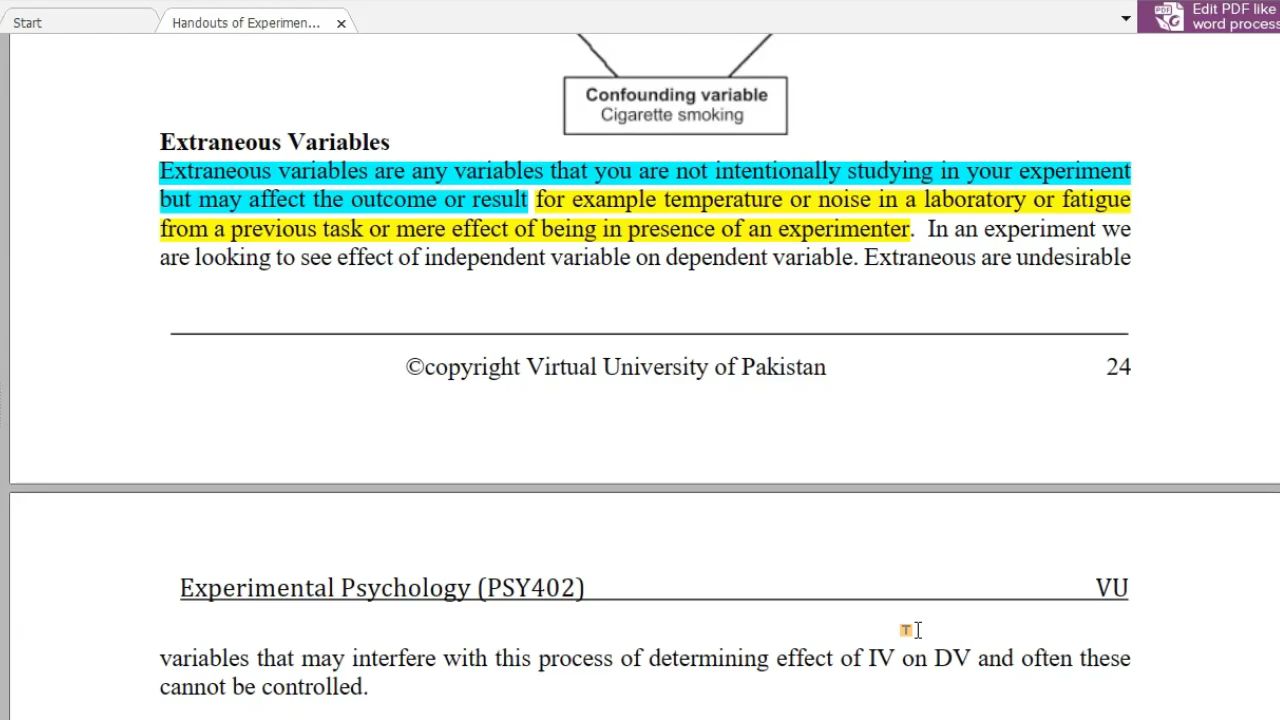 Start
Handouts of Experimen...
Edit PDF like
word process
Confounding variable
Cigarette smoking
Extraneous Variables
Extraneous variables are any variables that you are not intentionally studying in your experiment
but may affect the outcome or result for example temperature or noise in a laboratory or fatigue
from a previous task or mere effect of being in presence of an experimenter. In an experiment we
are looking to see effect of independent variable on dependent variable. Extraneous are undesirable
©copyright Virtual University of Pakistan 24
Experimental Psychology (PSY402) VU
T
variables that may interfere with this process of determining effect of IV on DV and often these
cannot be controlled.